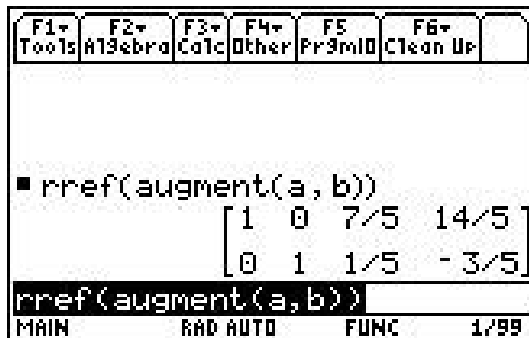 F1▾ F2▾ F3▾ F4▾ F5 F6▾
Tools Algebra Calc Other PrgmIO Clean Up
▪ rref(augment(a, b))
[1 0 7/5 14/5]
[0 1 1/5 -3/5]
rref(augment(a,b))
MAIN RAD AUTO FUNC 1/99